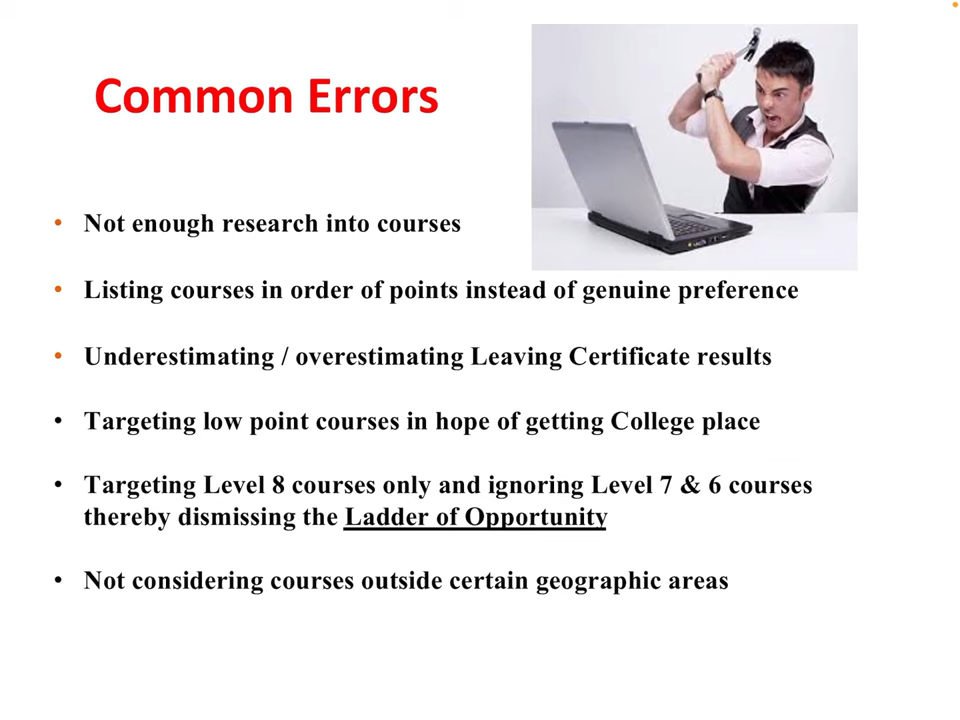 Common Errors
• Not enough research into courses
• Listing courses in order of points instead of genuine preference
• Underestimating / overestimating Leaving Certificate results
• Targeting low point courses in hope of getting College place
• Targeting Level 8 courses only and ignoring Level 7 & 6 courses
thereby dismissing the Ladder of Opportunity
• Not considering courses outside certain geographic areas